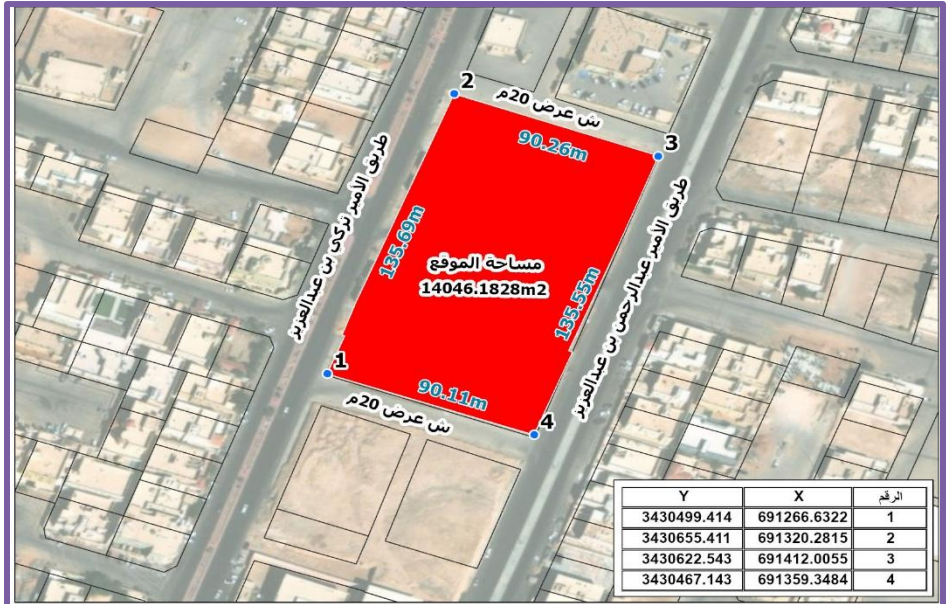 2
ش عرض 20م
3
90.26m
طريق الأمير تركي بن عبدالعزيز
135.69m
مساحة الموقع
14046.1828m2
135.55m
طريق الأمير عبدالرحمن بن عبدالعزيز
1
90.11m
ش عرض 20م
4
Y X الرقم
3430499.414 691266.6322 1
3430655.411 691320.2815 2
3430622.543 691412.0055 3
3430467.143 691359.3484 4